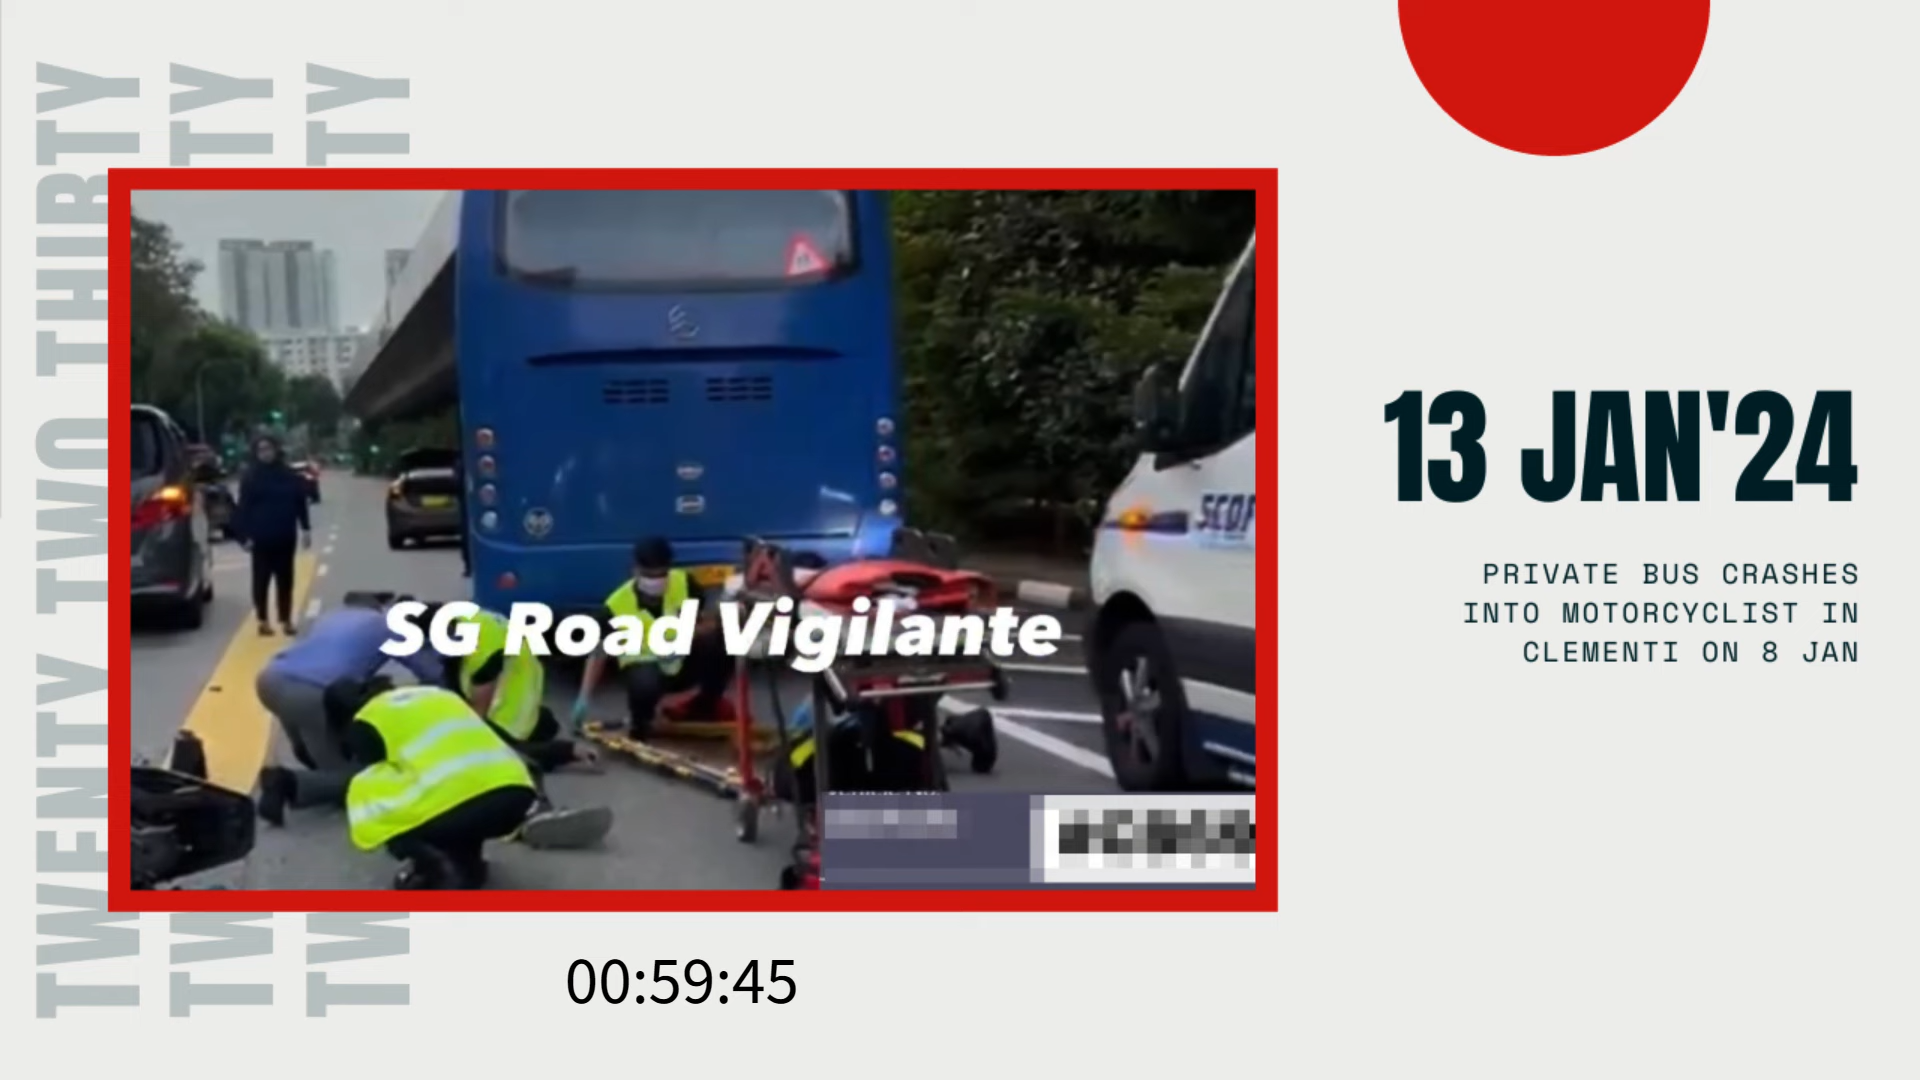 TWENTY TWO THIRTY
TWENTY TWO THIRTY
TWENTY TWO THIRTY
SG Road Vigilante
13 JAN'24
PRIVATE BUS CRASHES
INTO MOTORCYCLIST IN
CLEMENTI ON 8 JAN
00:59:45